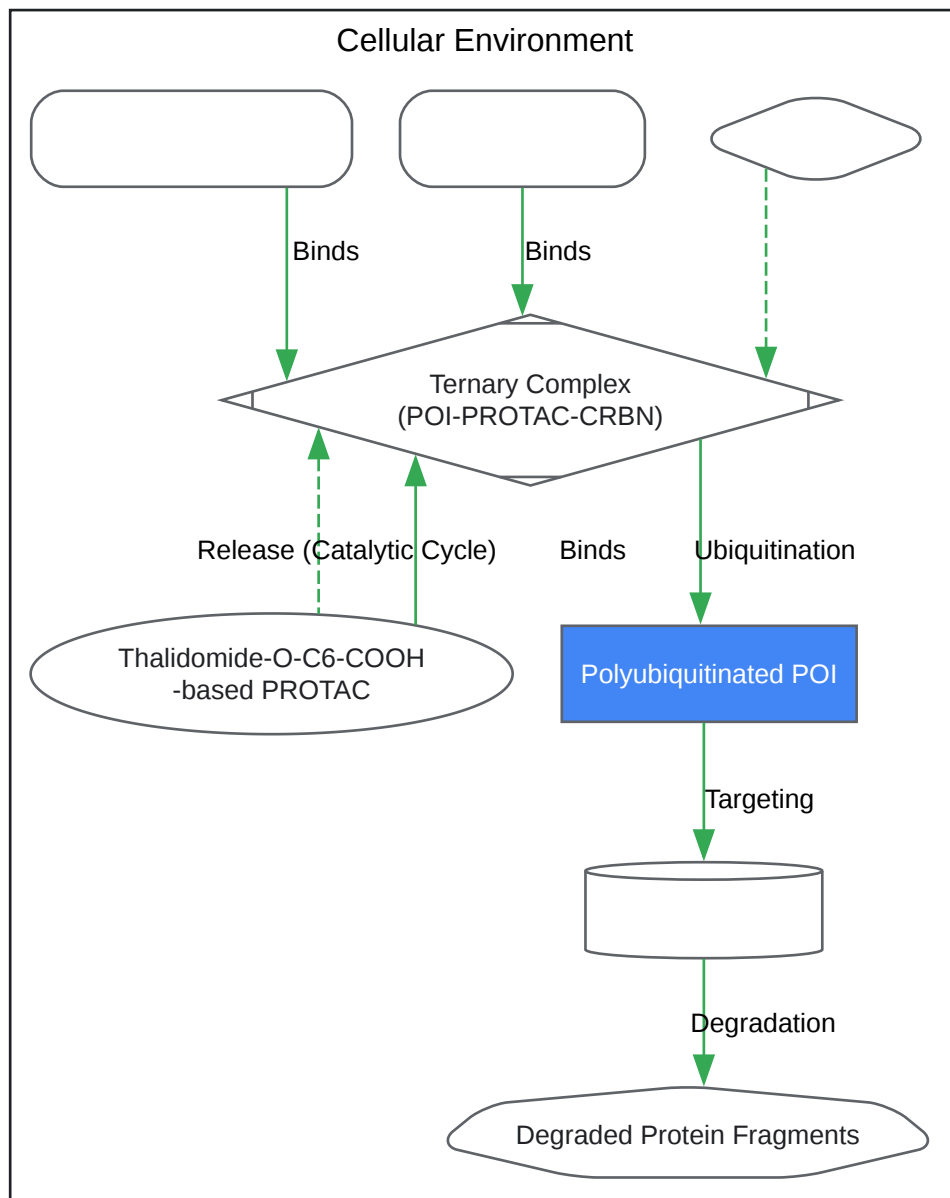 Cellular Environment
Binds
Binds
Ternary Complex
(POI-PROTAC-CRBN)
Release (Catalytic Cycle)
Binds
Ubiquitination
Thalidomide-O-C6-COOH
-based PROTAC
Polyubiquitinated POI
Targeting
Degradation
Degraded Protein Fragments